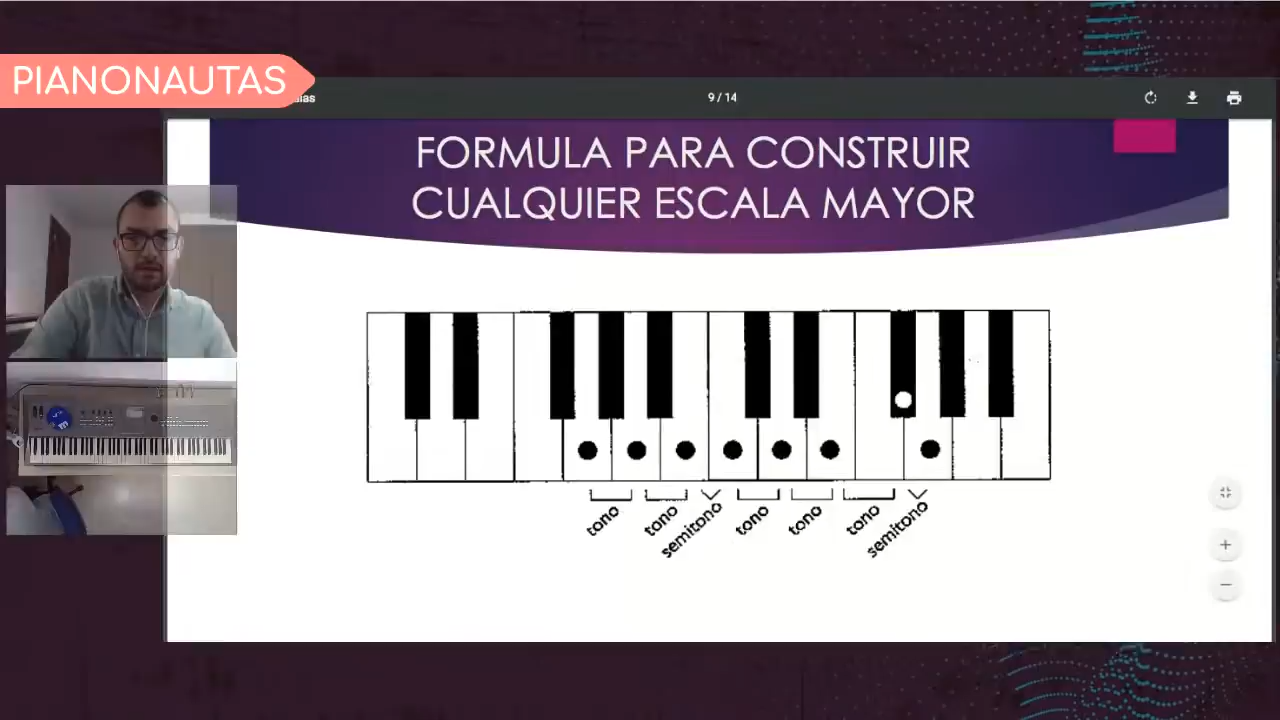 PIANONAUTAS
9 / 14
FORMULA PARA CONSTRUIR
CUALQUIER ESCALA MAYOR
tono
tono
semitono
tono
tono
tono
semitono